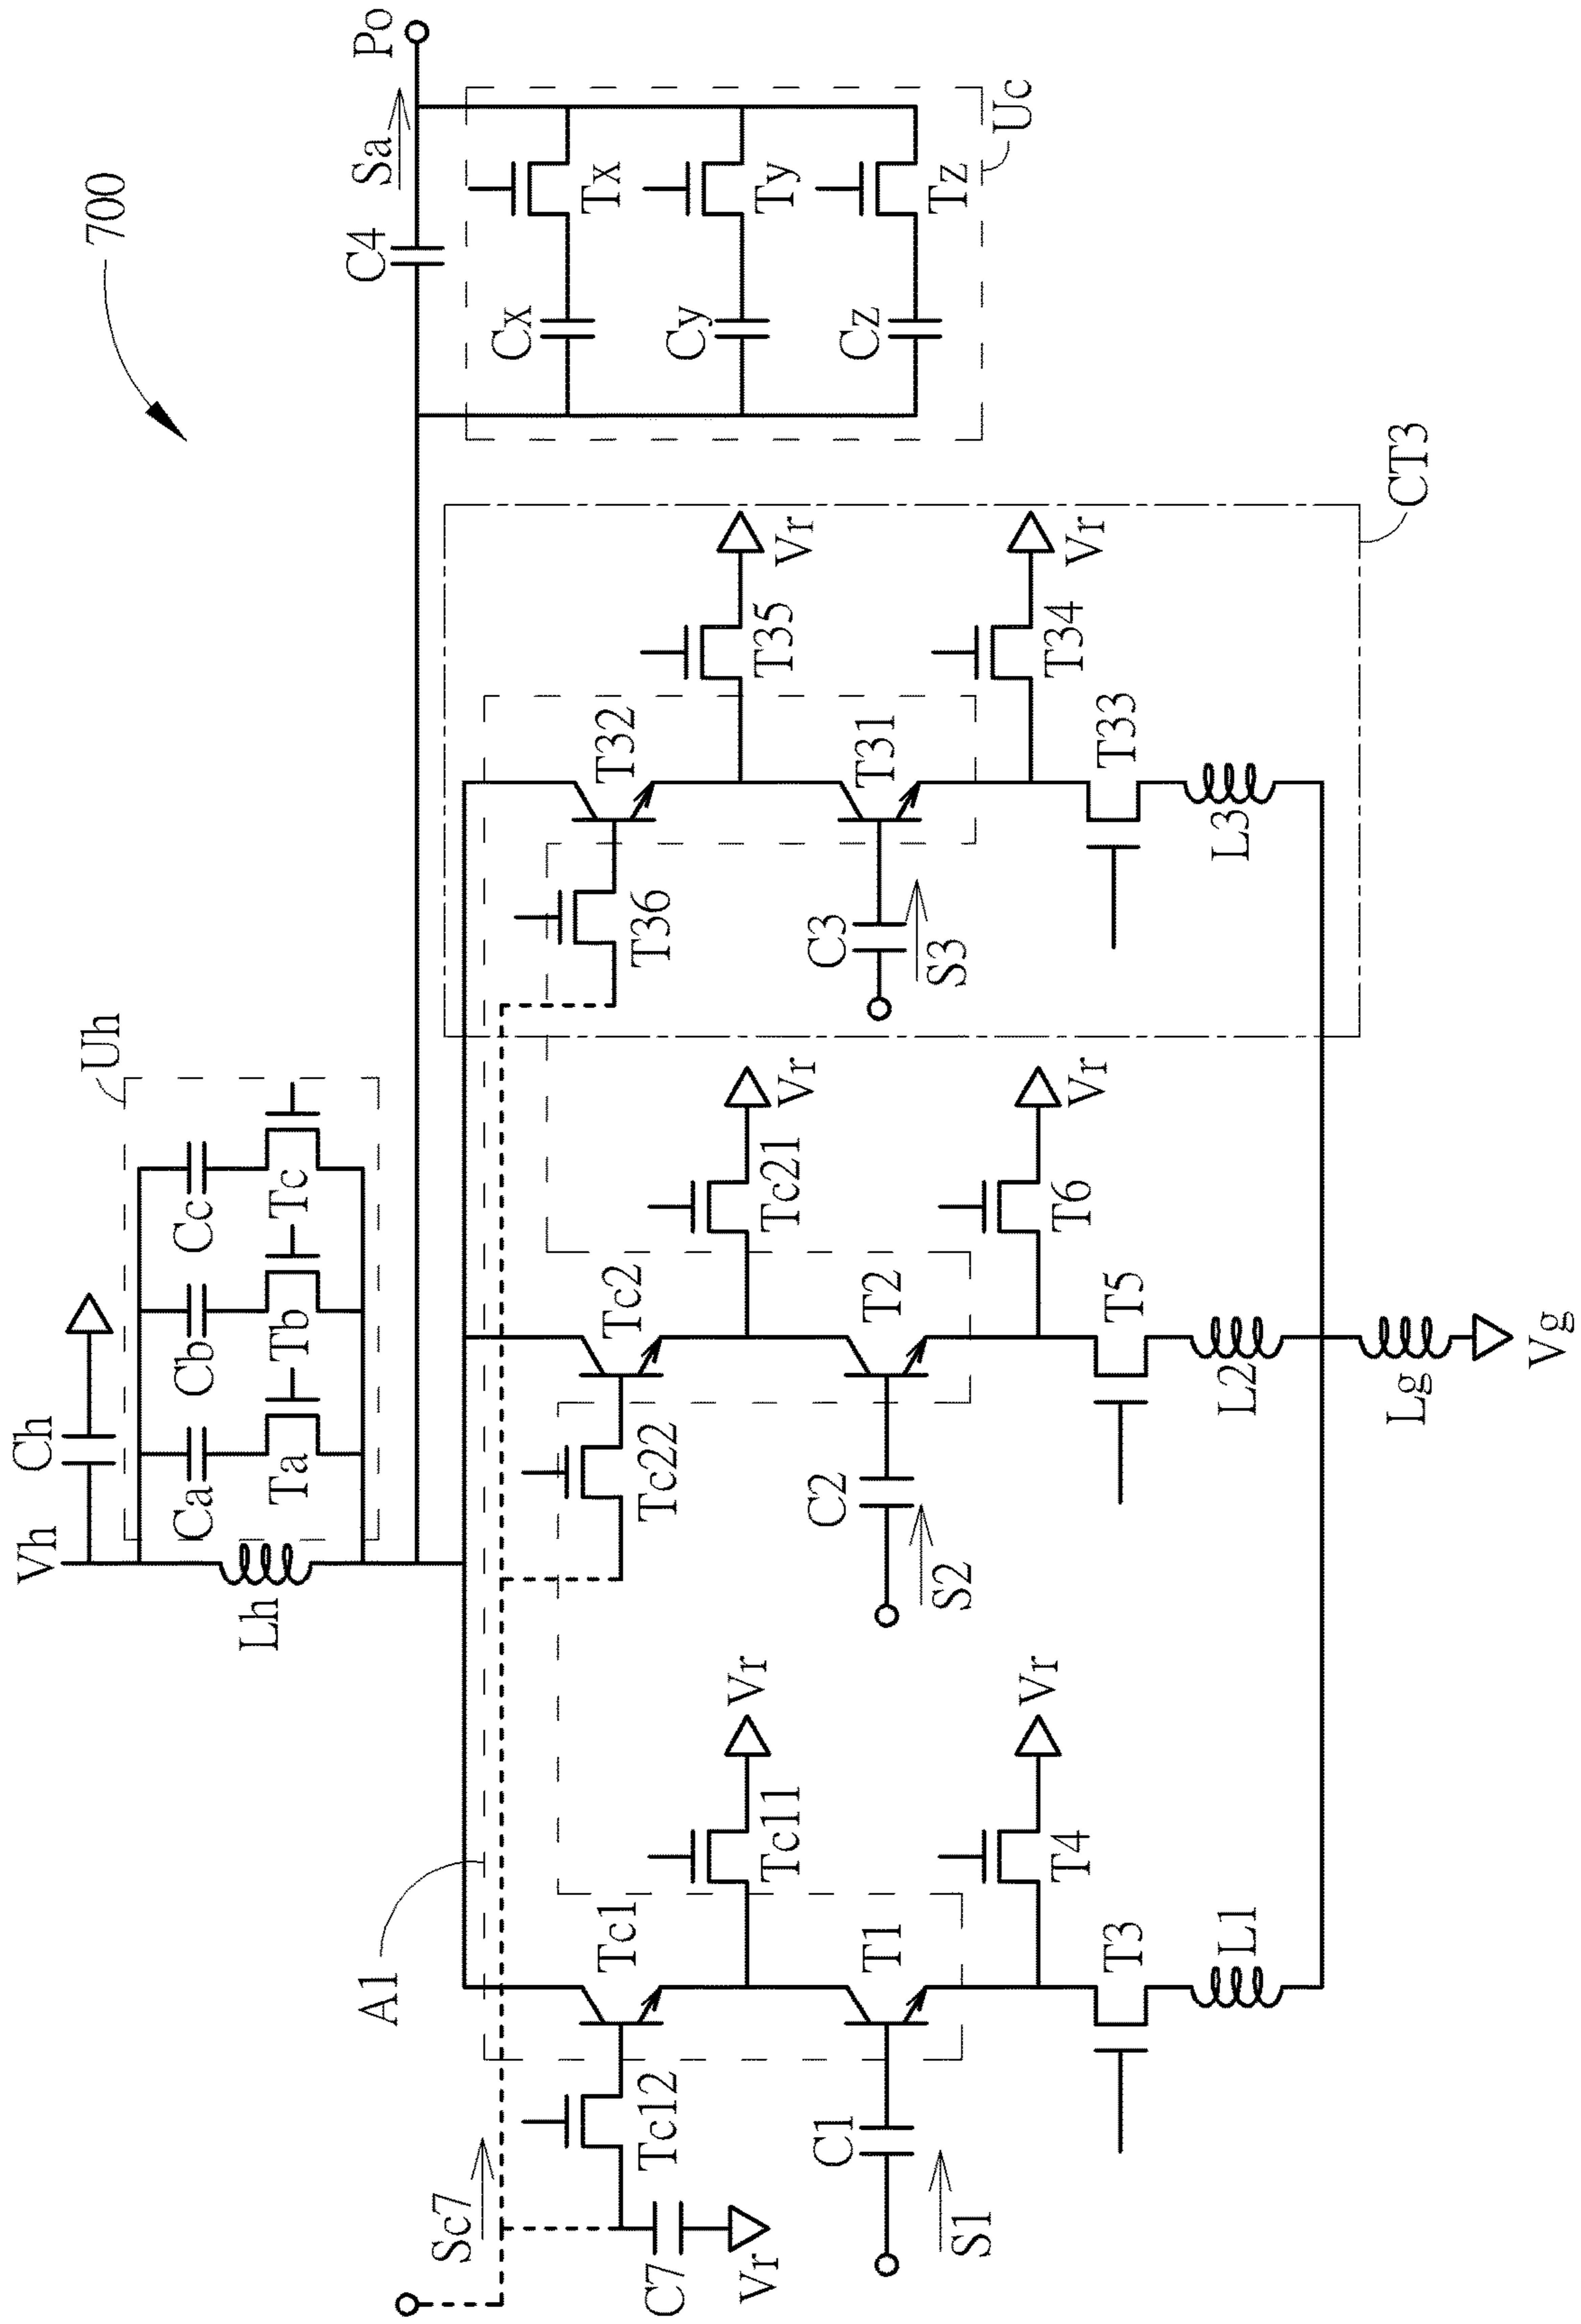 700
Vh
Ch
Uh
Ca
Cb
Cc
Ta
Tb
Tc
Lh
C4
Sa
Po
Cx
Tx
Cy
Ty
Cz
Tz
Uc
A1
Sc7
Tc12
Tc1
C7
Vr
Tc11
Vr
C1
S1
T1
T4
Vr
T3
L1
Tc22
Tc2
Tc21
Vr
C2
S2
T2
T6
Vr
T5
L2
Lg
Vg
T36
T32
T35
Vr
C3
S3
T31
T34
Vr
T33
L3
CT3